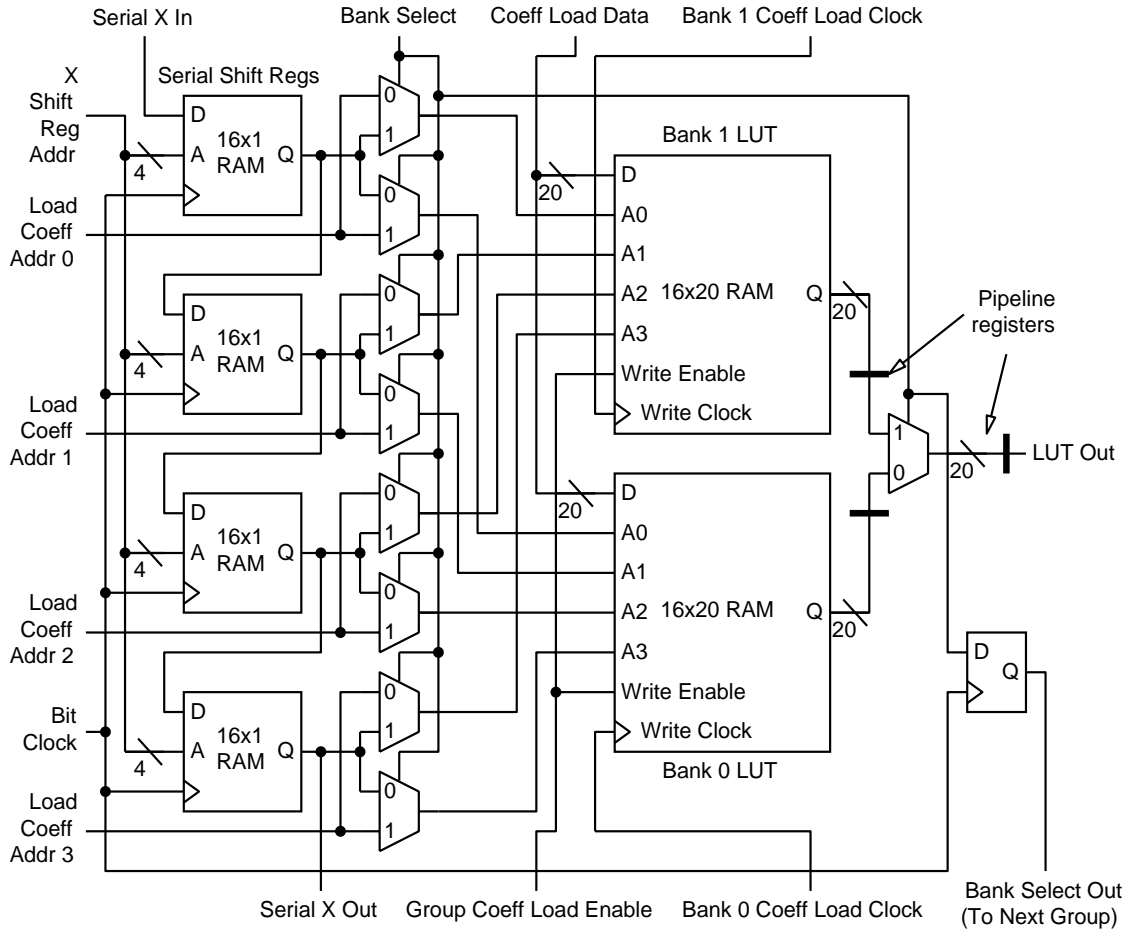 Serial X In
Bank Select
Coeff Load Data
Bank 1 Coeff Load Clock
X
Shift
Reg
Addr
Serial Shift Regs
D
A
16x1
RAM
Q
4
0
1
Load
Coeff
Addr 0
0
1
Bank 1 LUT
20
D
A0
A1
A2
16x20 RAM
Q
A3
20
Write Enable
Write Clock
Pipeline
registers
D
A
16x1
RAM
Q
4
0
1
Load
Coeff
Addr 1
0
1
1
0
20
LUT Out
D
A
16x1
RAM
Q
4
0
1
Load
Coeff
Addr 2
0
1
20
D
A0
A1
A2
16x20 RAM
Q
A3
20
Write Enable
Write Clock
Bank 0 LUT
D
Q
Bit
Clock
D
A
16x1
RAM
Q
4
0
1
Load
Coeff
Addr 3
0
1
Serial X Out
Group Coeff Load Enable
Bank 0 Coeff Load Clock
Bank Select Out
(To Next Group)